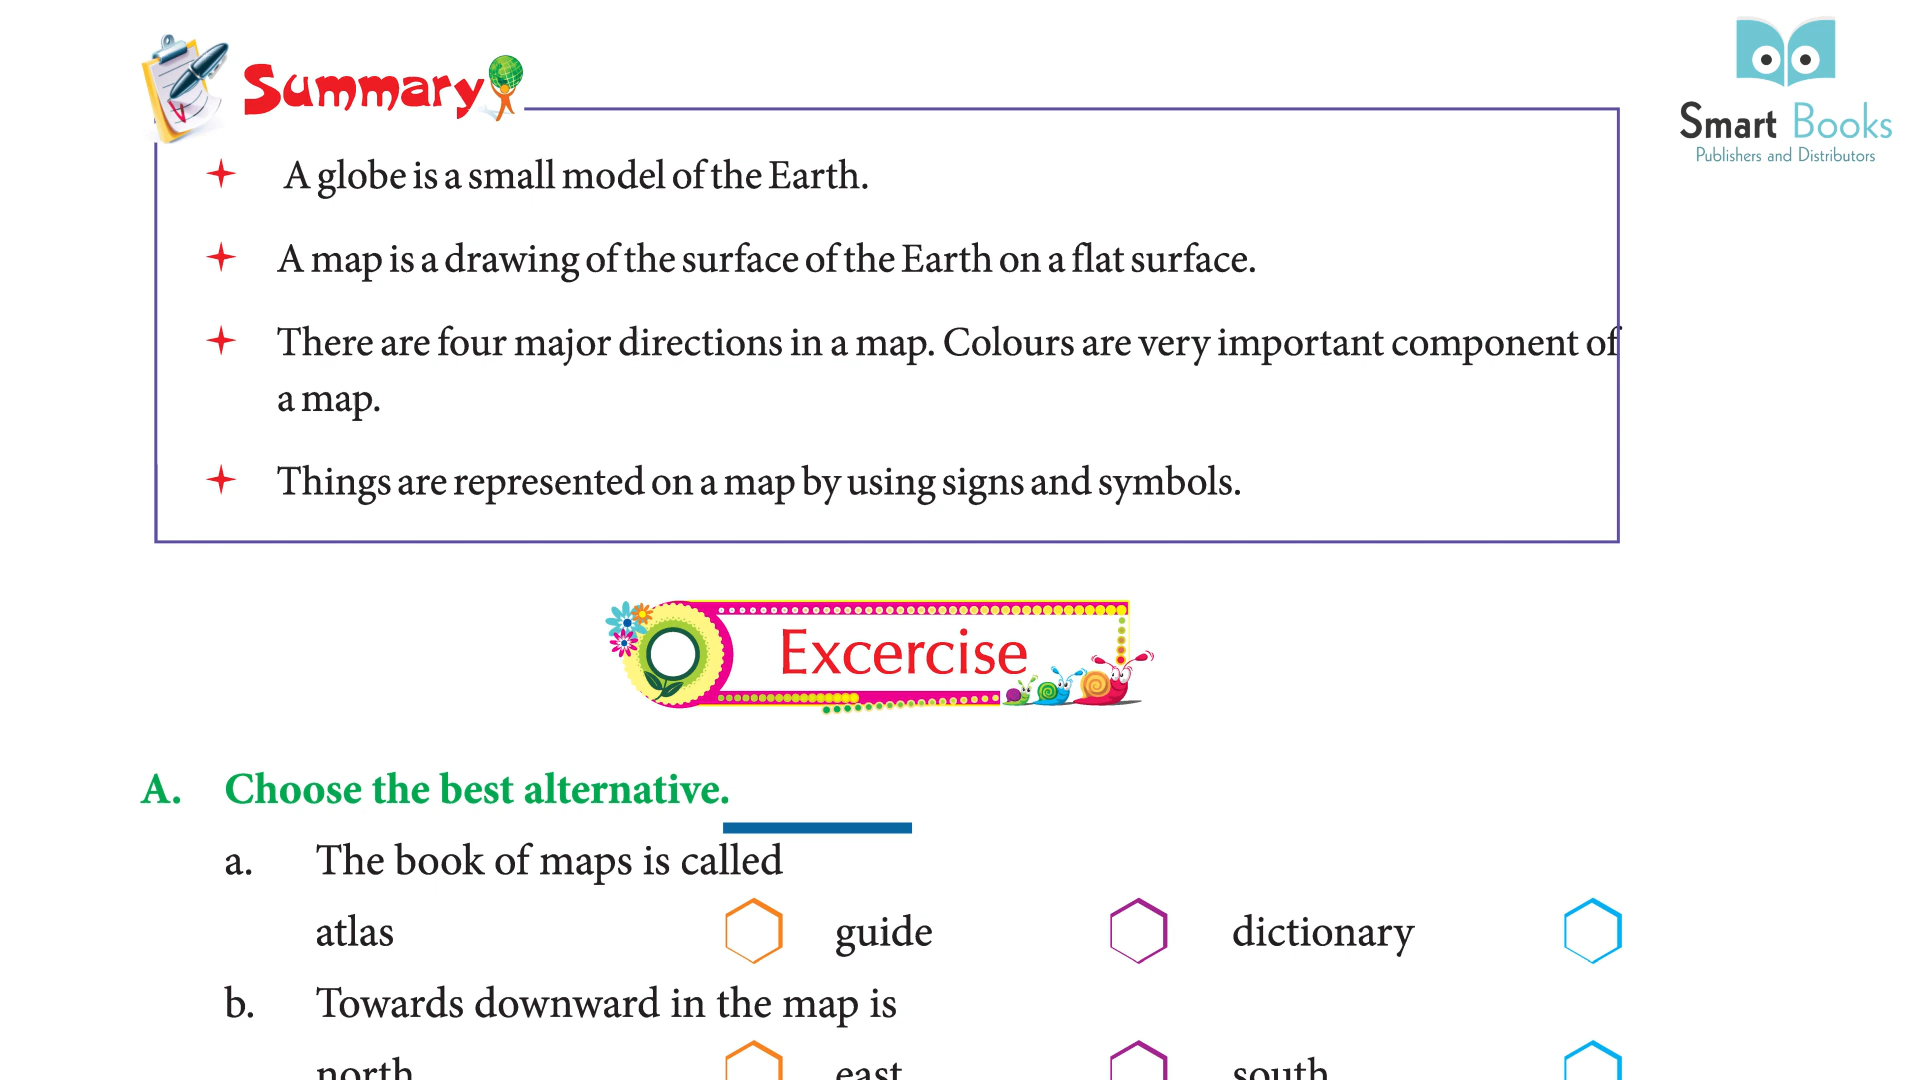 Summary
Smart Books
Publishers and Distributors
A globe is a small model of the Earth.
A map is a drawing of the surface of the Earth on a flat surface.
There are four major directions in a map. Colours are very important component of
a map.
Things are represented on a map by using signs and symbols.
Excercise
A. Choose the best alternative.
a. The book of maps is called
atlas guide dictionary
b. Towards downward in the map is
north east south